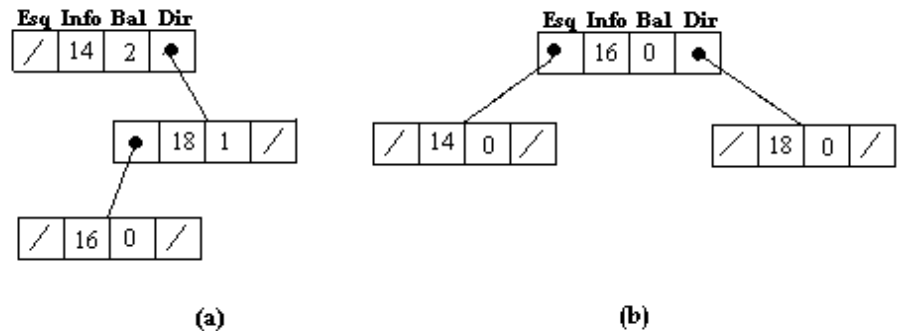 Esq Info Bal Dir
/ 14 2
18 1 /
/ 16 0 /
(a)
Esq Info Bal Dir
16 0
/ 14 0 /
/ 18 0 /
(b)